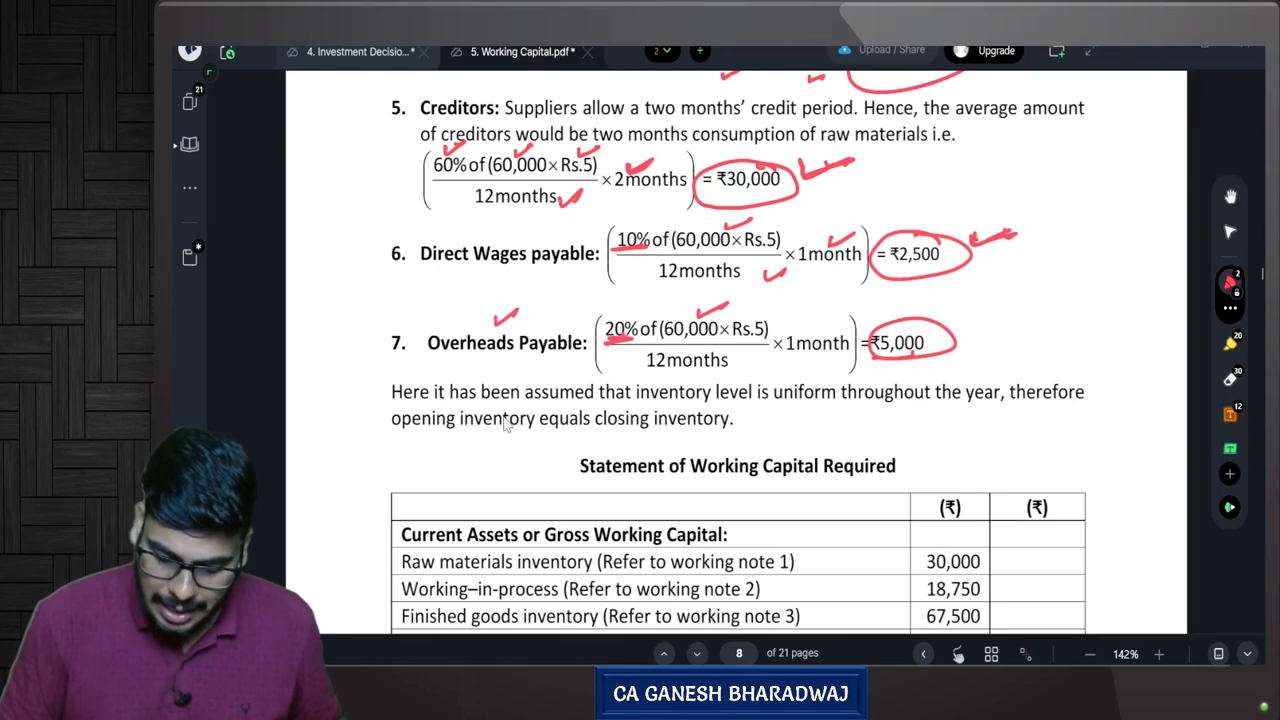 4. Investment Decisio...*
5. Working Capital.pdf*
2
Upload / Share
Upgrade
21
5. Creditors: Suppliers allow a two months' credit period. Hence, the average amount
of creditors would be two months consumption of raw materials i.e.
(60% of (60,000×Rs.5) / 12months × 2months) = ₹30,000
6 Direct Wages payable: (10% of (60,000×Rs.5) / 12months ×1month) = ₹2,500
7. Overheads Payable: (20% of (60,000×Rs.5) / 12months ×1month) =₹5,000
Here it has been assumed that inventory level is uniform throughout the year, therefore
opening inventory equals closing inventory.
Statement of Working Capital Required
(₹) (₹)
Current Assets or Gross Working Capital:
Raw materials inventory (Refer to working note 1) 30,000
Working–in-process (Refer to working note 2) 18,750
Finished goods inventory (Refer to working note 3) 67,500
2
20
30
12
8 of 21 pages
142%
CA GANESH BHARADWAJ